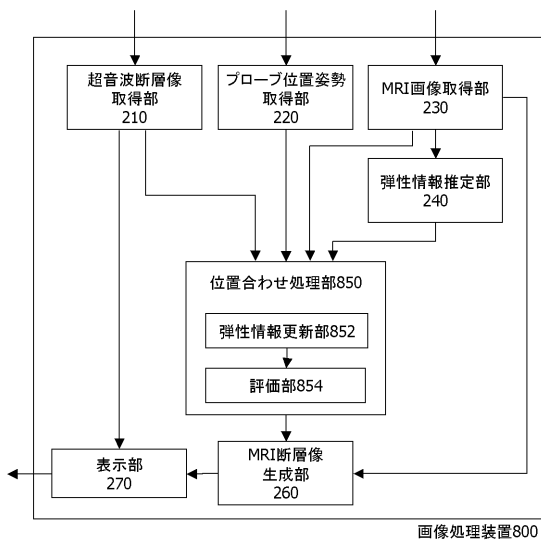 超音波断層像
取得部
210
プローブ位置姿勢
取得部
220
MRI画像取得部
230
弾性情報推定部
240
位置合わせ処理部850
弾性情報更新部852
評価部854
MRI断層像
生成部
260
表示部
270
画像処理装置800